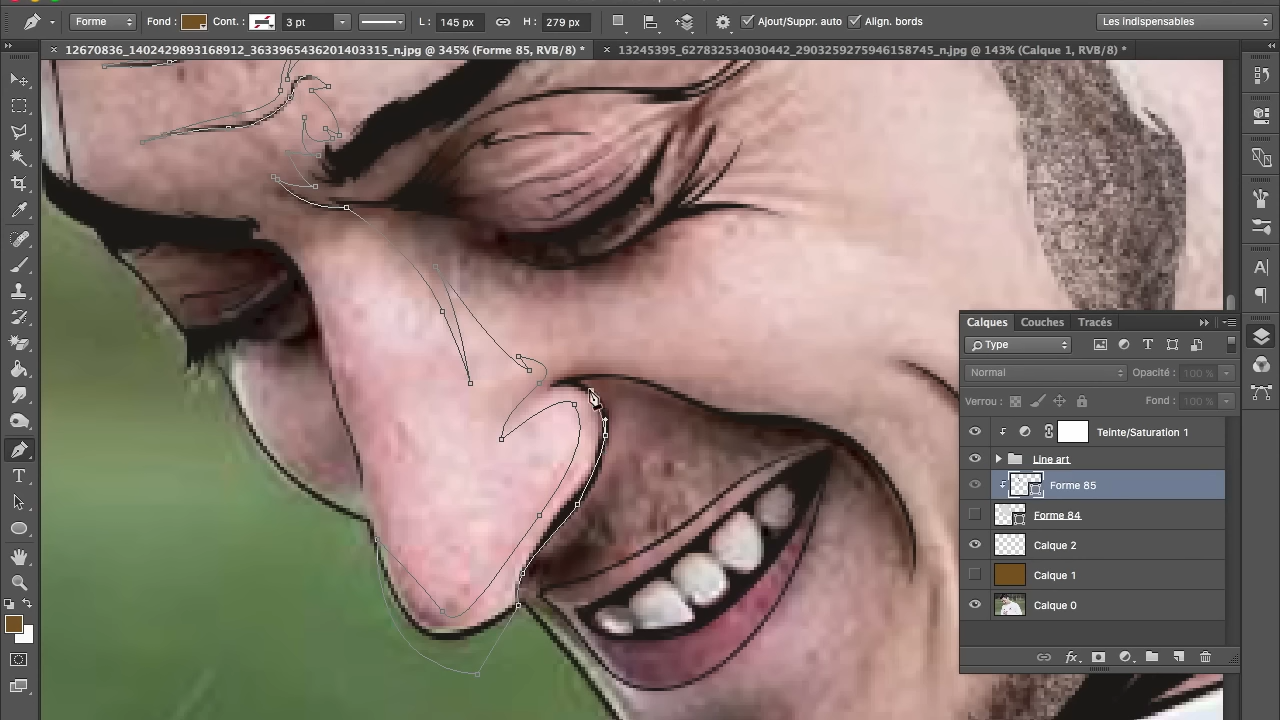 Forme Fond : Cont. : 3 pt L : 145 px H : 279 px Ajout/Suppr. auto Align. bords Les indispensables
× 12670836_1402429893168912_3633965436201403315_n.jpg @ 345% (Forme 85, RVB/8) * × 13245395_627832534030442_2903259275946158745_n.jpg @ 143% (Calque 1, RVB/8) *
Calques Couches Tracés
Type
Normal Opacité : 100 %
Verrou : Fond : 100 %
Teinte/Saturation 1
Line art
Forme 85
Forme 84
Calque 2
Calque 1
Calque 0
fx